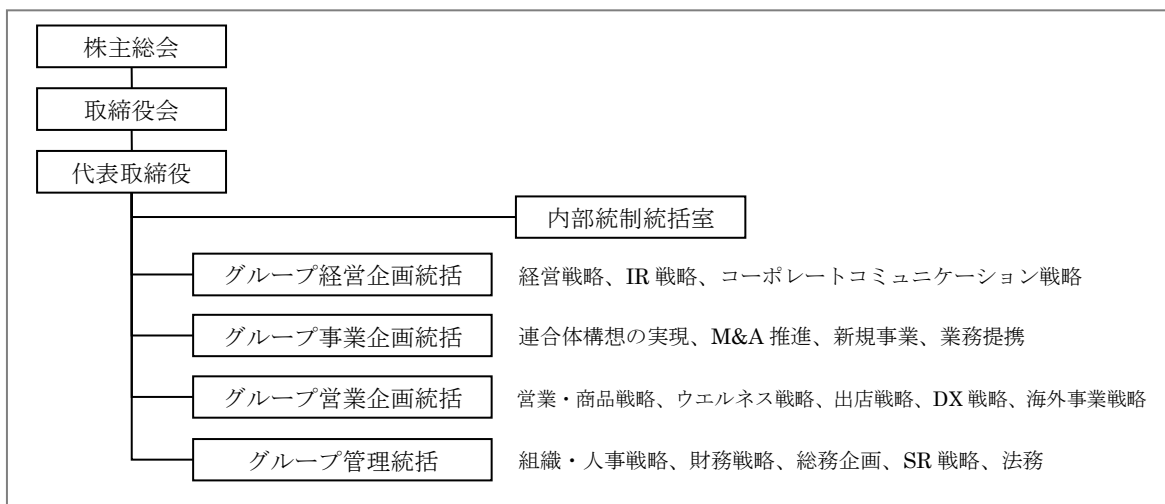 株主総会
取締役会
代表取締役
内部統制統括室
グループ経営企画統括 経営戦略、IR 戦略、コーポレートコミュニケーション戦略
グループ事業企画統括 連合体構想の実現、M&A 推進、新規事業、業務提携
グループ営業企画統括 営業・商品戦略、ウエルネス戦略、出店戦略、DX 戦略、海外事業戦略
グループ管理統括 組織・人事戦略、財務戦略、総務企画、SR 戦略、法務